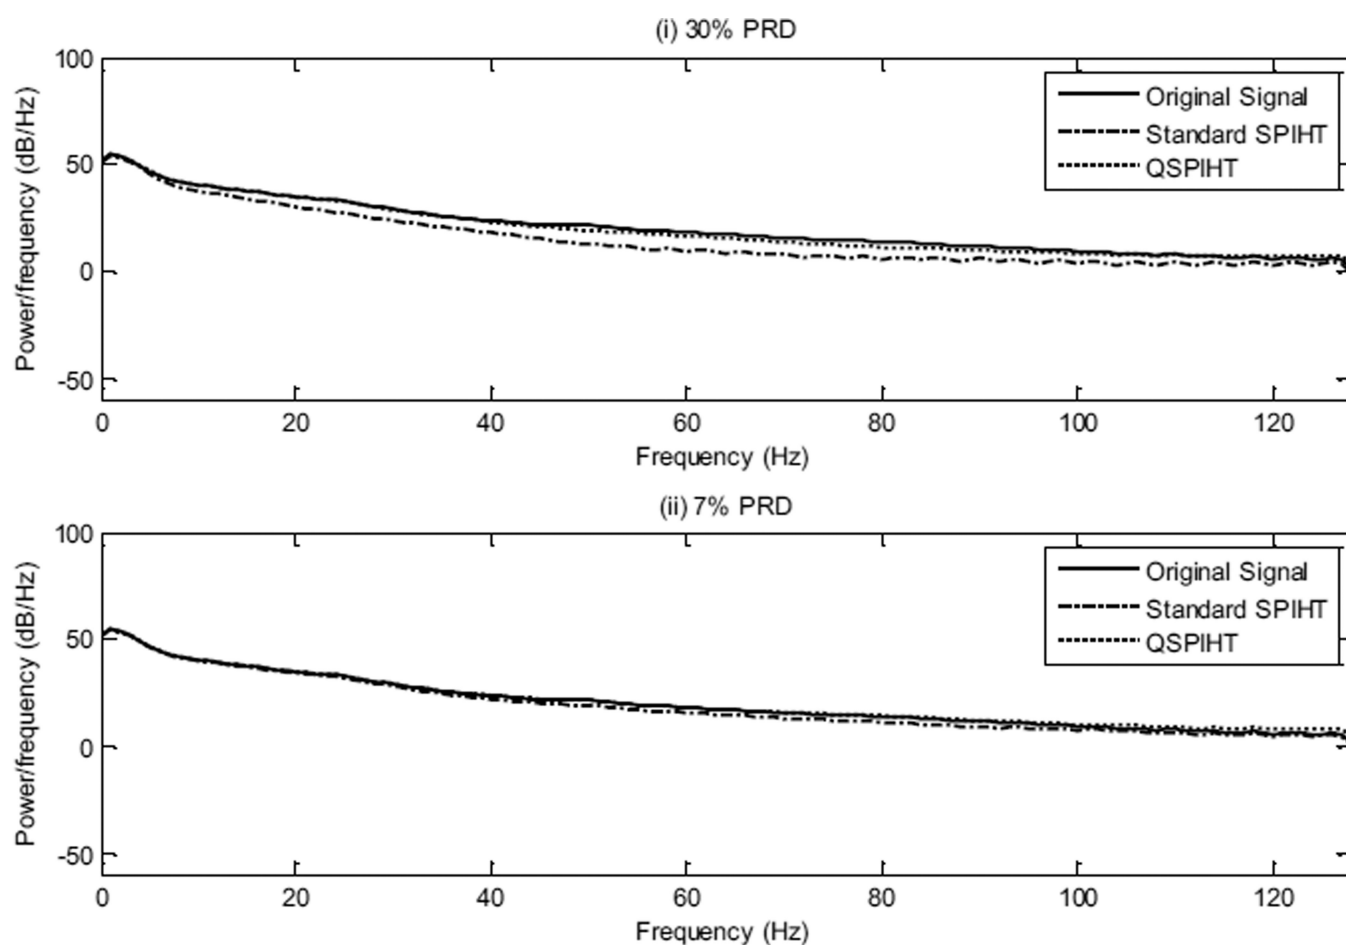 (i) 30% PRD
100
50
0
-50
Power/frequency (dB/Hz)
Original Signal
Standard SPIHT
QSPIHT
0 20 40 60 80 100 120
Frequency (Hz)
(ii) 7% PRD
100
50
0
-50
Power/frequency (dB/Hz)
Original Signal
Standard SPIHT
QSPIHT
0 20 40 60 80 100 120
Frequency (Hz)